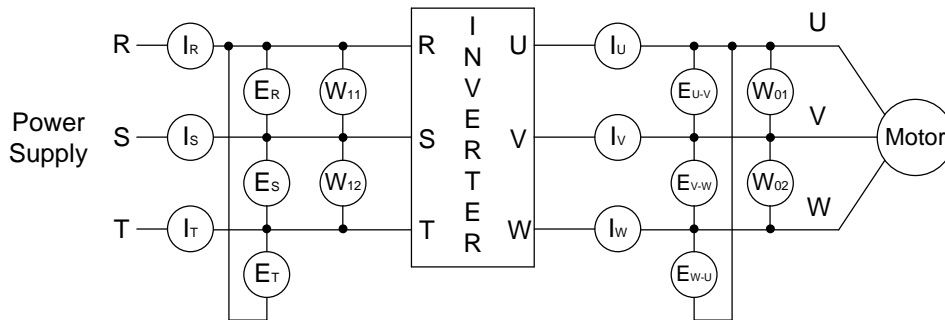 R IR R U IU U
ER W11 EU-V W01
Power Supply
S IS S V IV V Motor
ES W12 EV-W W02
T IT T W IW W
ET EW-U
INVERTER